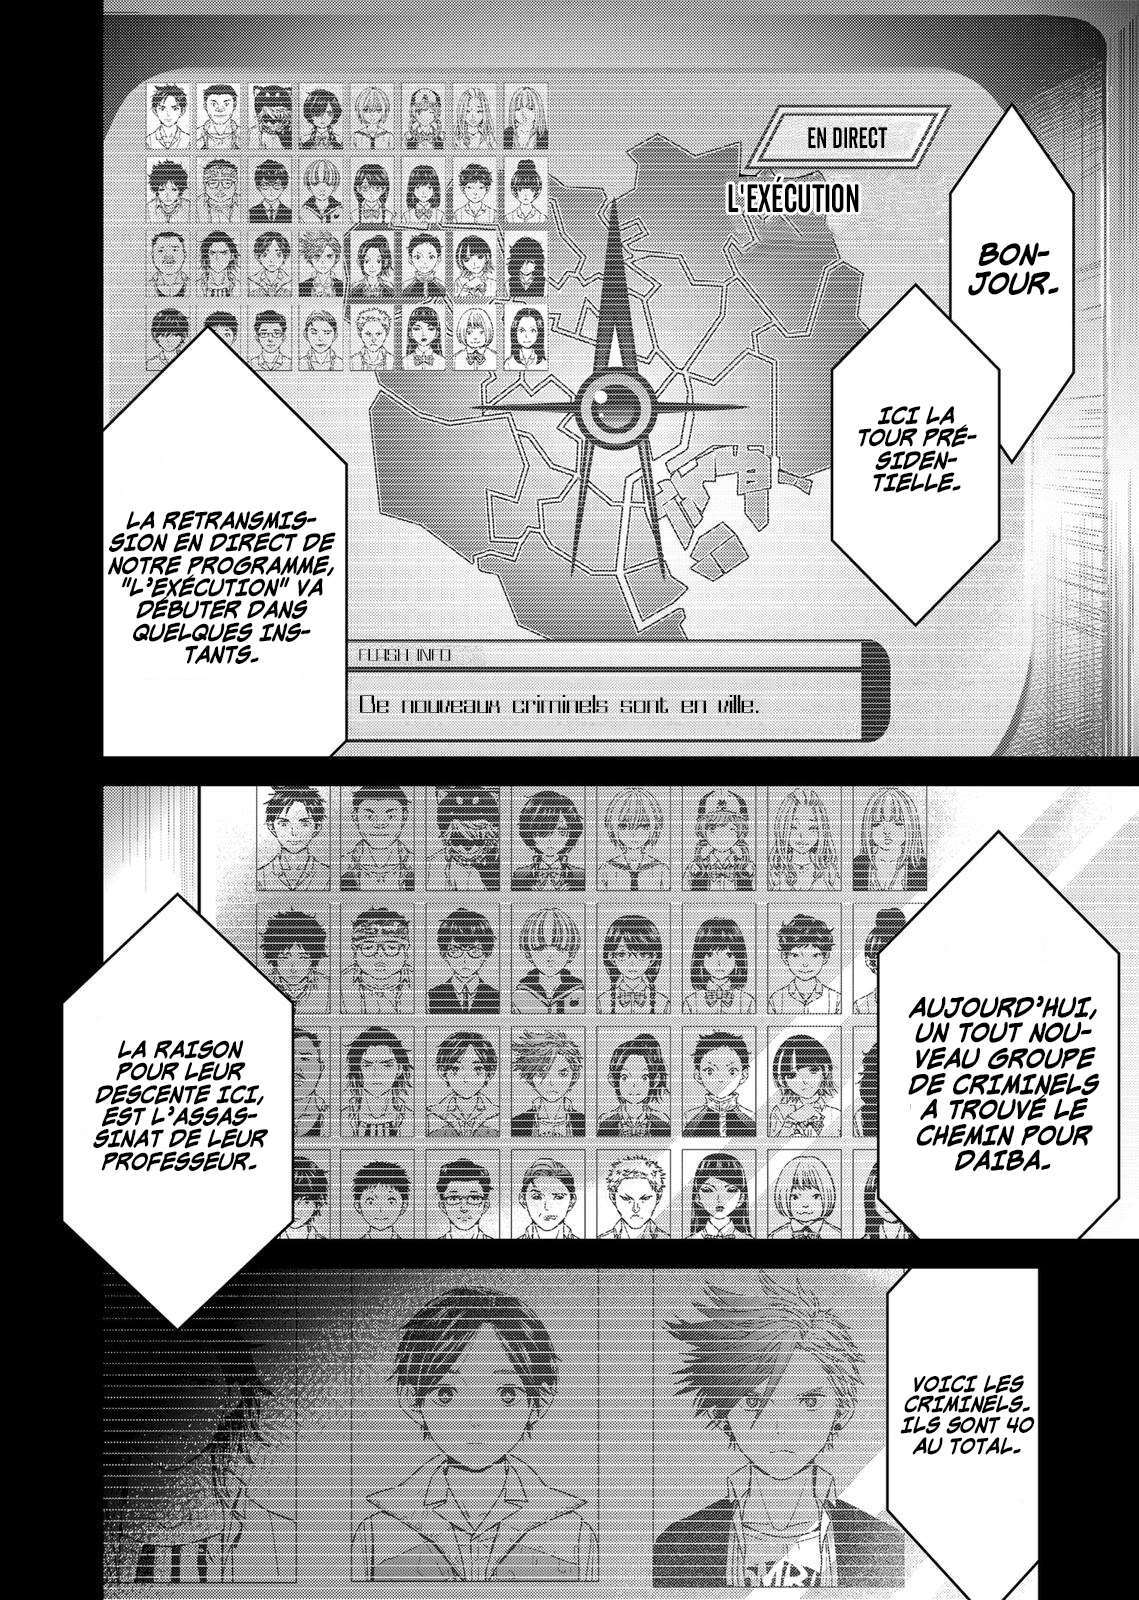 BON-
JOUR.
EN DIRECT
L'EXÉCUTION
ICI LA
TOUR PRÉ-
SIDEN-
TIELLE.
LA RETRANSMIS-
SION EN DIRECT DE
NOTRE PROGRAMME,
"L'EXÉCUTION" VA
DÉBUTER DANS
QUELQUES INS-
TANTS.
FLASH INFO
De nouveaux criminels sont en ville.
AUJOURD'HUI,
UN TOUT NOU-
VEAU GROUPE
DE CRIMINELS
A TROUVÉ LE
CHEMIN POUR
DAIBA.
LA RAISON
POUR LEUR
DESCENTE ICI,
EST L'ASSAS-
SINAT DE LEUR
PROFESSEUR.
VOICI LES
CRIMINELS.
ILS SONT 40
AU TOTAL.